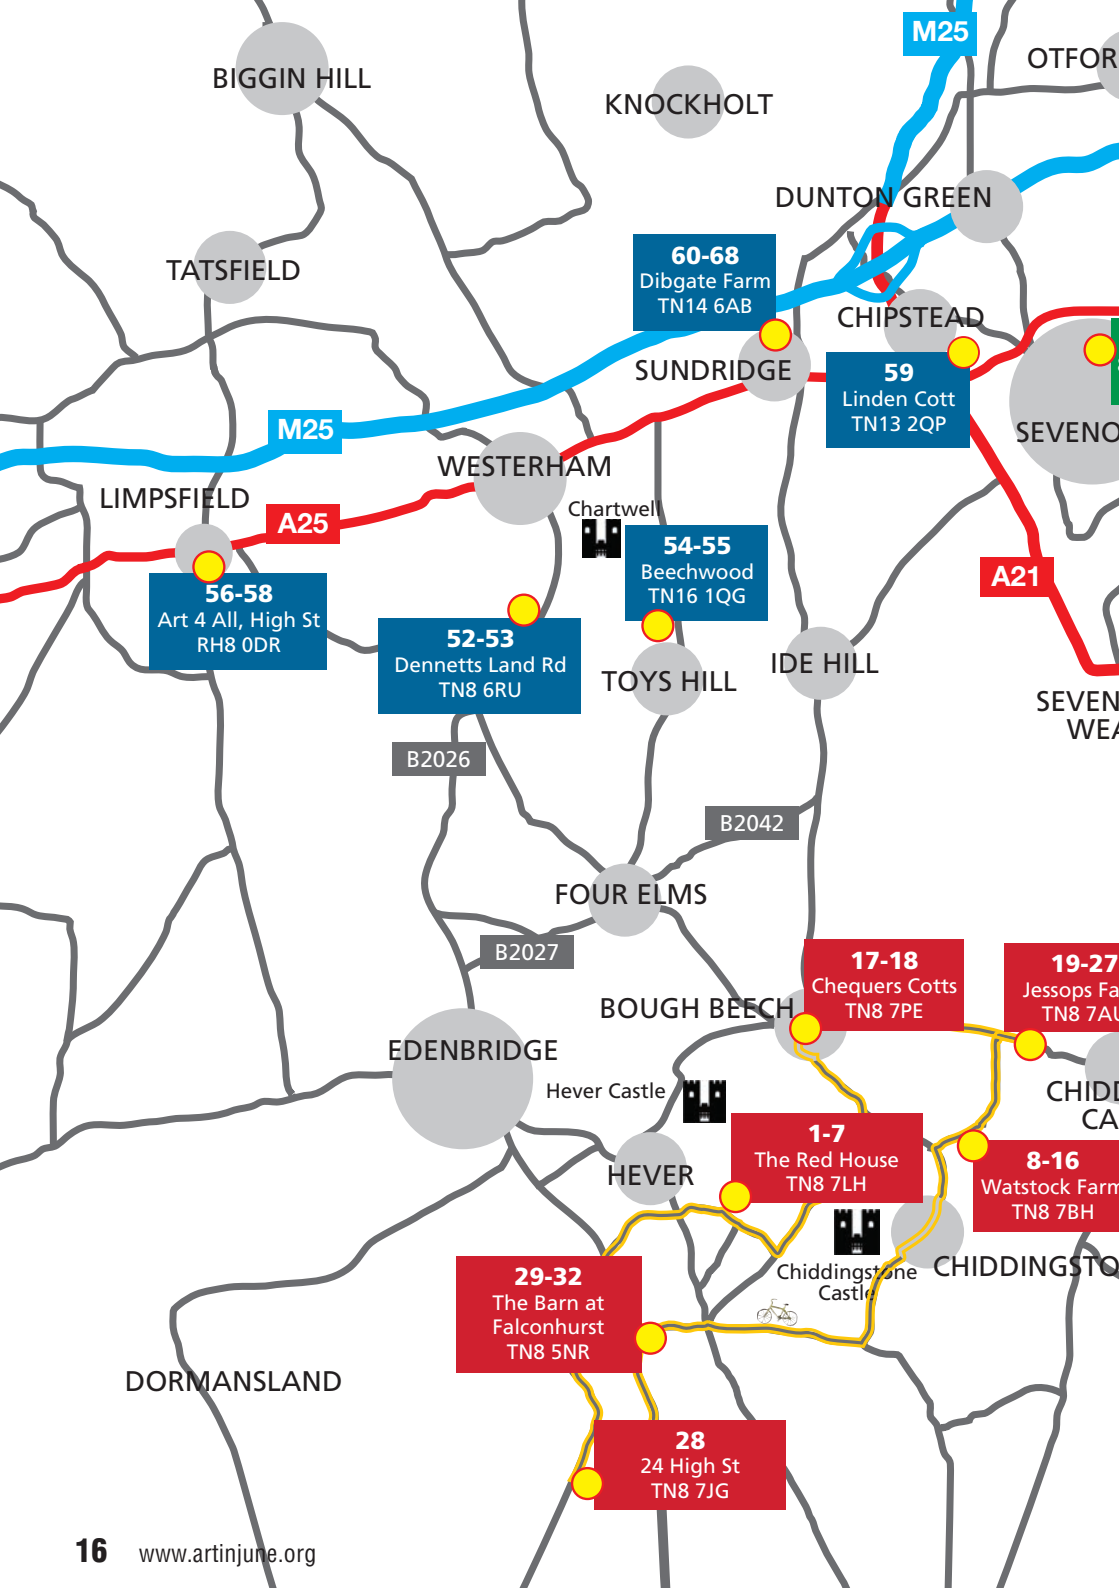 M25
OTFOR
BIGGIN HILL
KNOCKHOLT
DUNTON GREEN
60-68
Dibgate Farm
TN14 6AB
TATSFIELD
CHIPSTEAD
SUNDRIDGE
59
Linden Cott
TN13 2QP
M25
SEVENO
WESTERHAM
LIMPSFIELD
A25
Chartwell
54-55
Beechwood
TN16 1QG
A21
56-58
Art 4 All, High St
RH8 0DR
52-53
Dennetts Land Rd
TN8 6RU
TOYS HILL
IDE HILL
SEVEN
WEA
B2026
B2042
FOUR ELMS
B2027
17-18
Chequers Cotts
TN8 7PE
19-27
Jessops Fa
TN8 7AU
BOUGH BEECH
EDENBRIDGE
Hever Castle
CHIDD
CA
1-7
The Red House
TN8 7LH
HEVER
8-16
Watstock Farm
TN8 7BH
Chiddingstone
Castle
CHIDDINGSTO
29-32
The Barn at
Falconhurst
TN8 5NR
DORMANSLAND
28
24 High St
TN8 7JG
16 www.artinjune.org